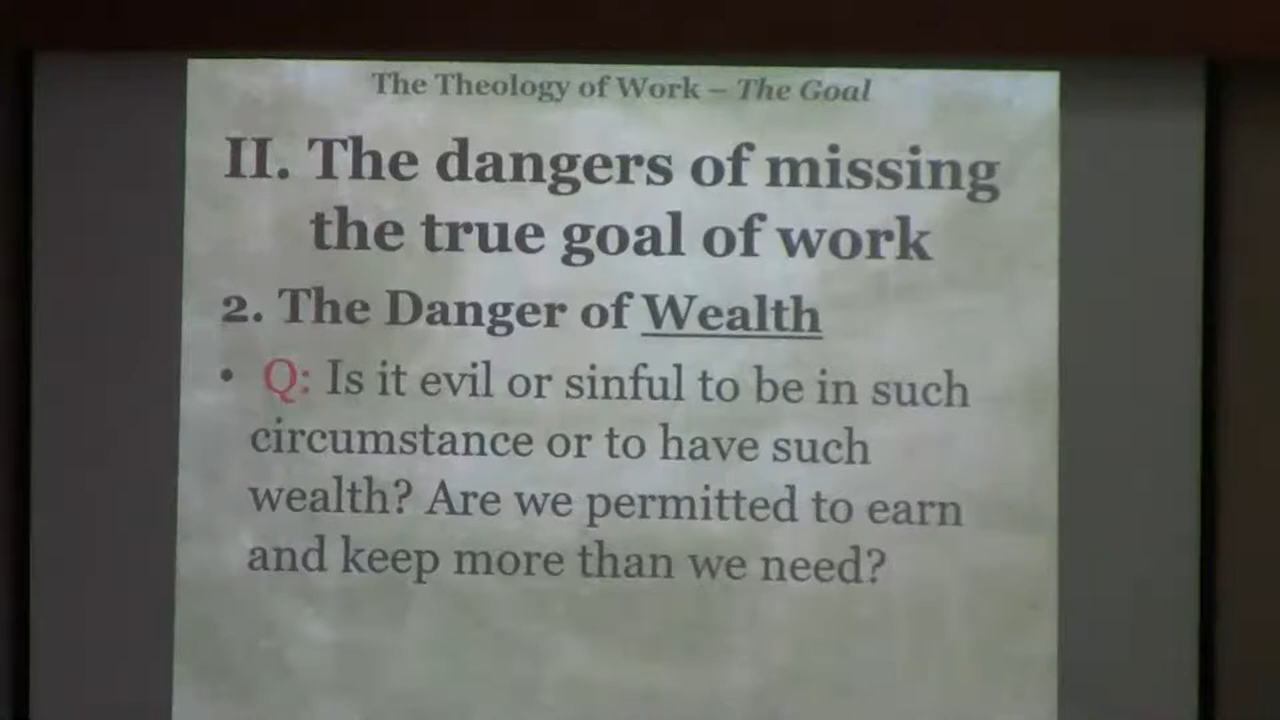 The Theology of Work – The Goal
II. The dangers of missing
the true goal of work
2. The Danger of Wealth
• Q: Is it evil or sinful to be in such
circumstance or to have such
wealth? Are we permitted to earn
and keep more than we need?